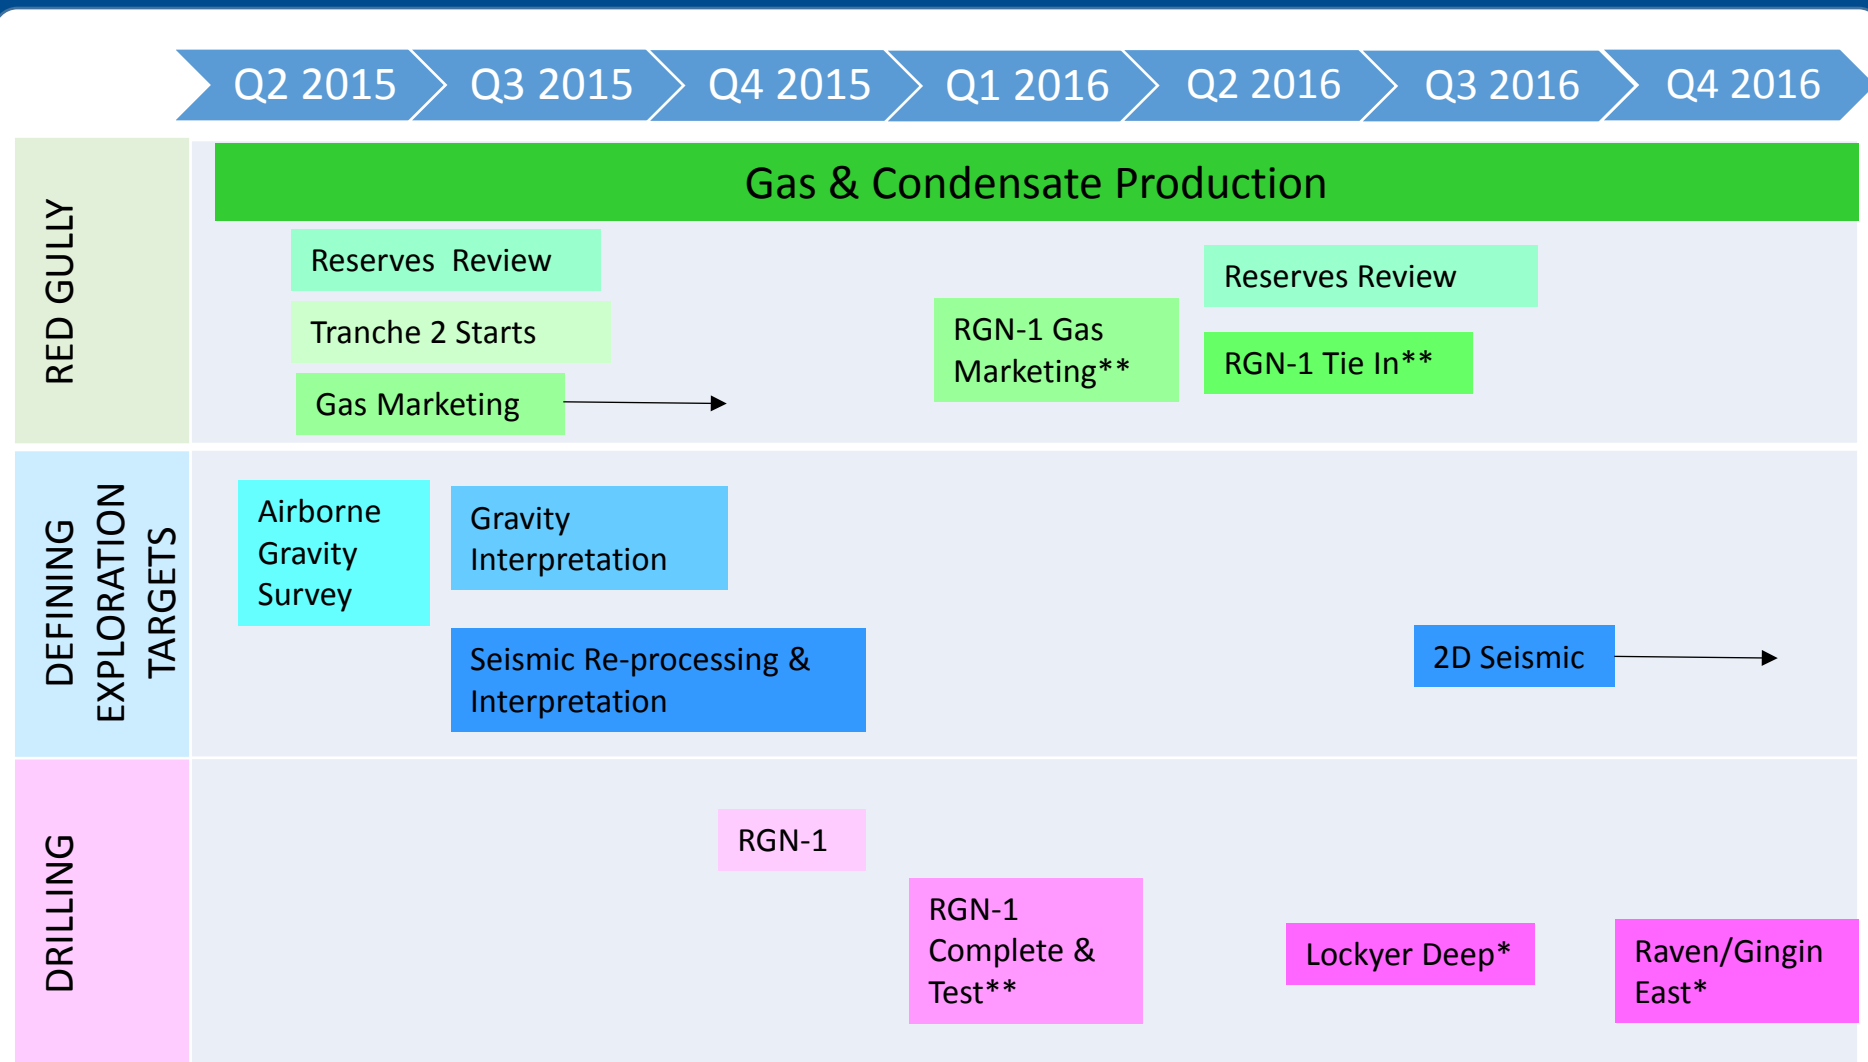 Q2 2015
Q3 2015
Q4 2015
Q1 2016
Q2 2016
Q3 2016
Q4 2016
RED GULLY
Gas & Condensate Production
Reserves Review
Tranche 2 Starts
Gas Marketing
RGN-1 Gas
Marketing**
Reserves Review
RGN-1 Tie In**
DEFINING
EXPLORATION
TARGETS
Airborne
Gravity
Survey
Gravity
Interpretation
Seismic Re-processing &
Interpretation
2D Seismic
DRILLING
RGN-1
RGN-1
Complete &
Test**
Lockyer Deep*
Raven/Gingin
East*